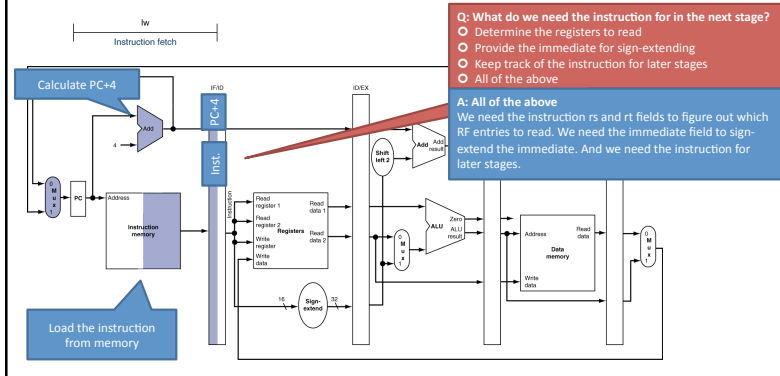 lw
Instruction fetch
Q: What do we need the instruction for in the next stage?
Determine the registers to read
Provide the immediate for sign-extending
Keep track of the instruction for later stages
All of the above
A: All of the above
We need the instruction rs and rt fields to figure out which
RF entries to read. We need the immediate field to sign-
extend the immediate. And we need the instruction for
later stages.
Calculate PC+4
IF/ID
ID/EX
PC+4
Inst.
Add
4
Add
Add
result
Shift
left 2
0
M
u
x
1
PC
Address
Instruction
memory
Instruction
Read
register 1
Read
register 2
Write
register
Write
data
Registers
Read
data 1
Read
data 2
0
M
u
x
1
Zero
ALU
ALU
result
Address
Read
data
Data
memory
Write
data
0
M
u
x
1
16
Sign-
extend
32
Load the instruction
from memory